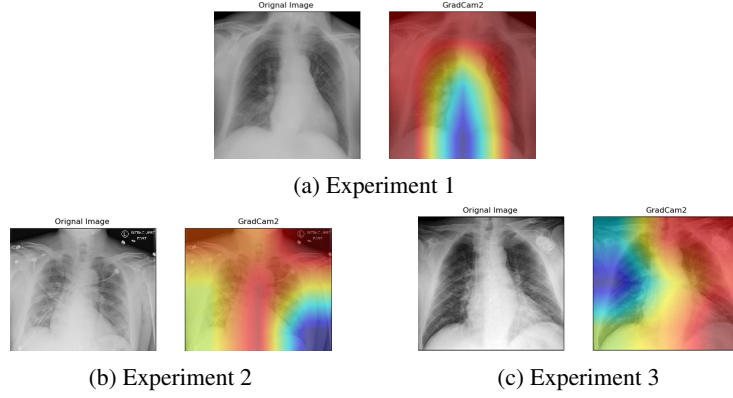 Orignal Image GradCam2
(a) Experiment 1
Orignal Image GradCam2
Orignal Image GradCam2
(b) Experiment 2
(c) Experiment 3